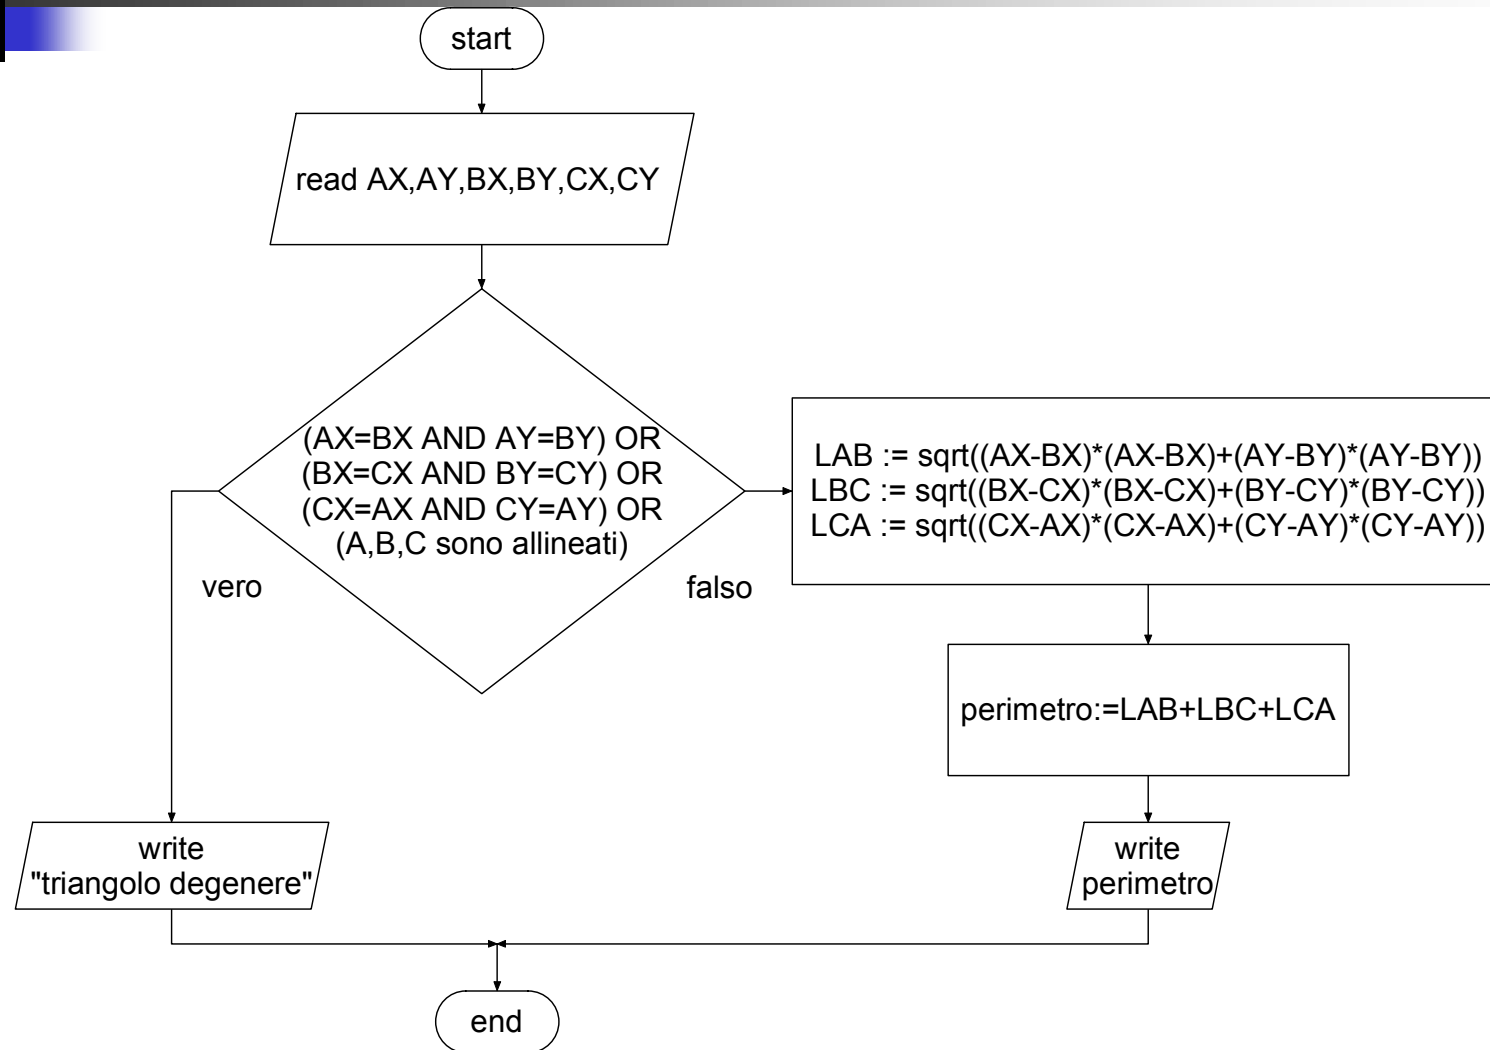 start
read AX,AY,BX,BY,CX,CY
(AX=BX AND AY=BY) OR
(BX=CX AND BY=CY) OR
(CX=AX AND CY=AY) OR
(A,B,C sono allineati)
vero
falso
LAB := sqrt((AX-BX)*(AX-BX)+(AY-BY)*(AY-BY))
LBC := sqrt((BX-CX)*(BX-CX)+(BY-CY)*(BY-CY))
LCA := sqrt((CX-AX)*(CX-AX)+(CY-AY)*(CY-AY))
perimetro:=LAB+LBC+LCA
write
"triangolo degenere"
write
perimetro
end